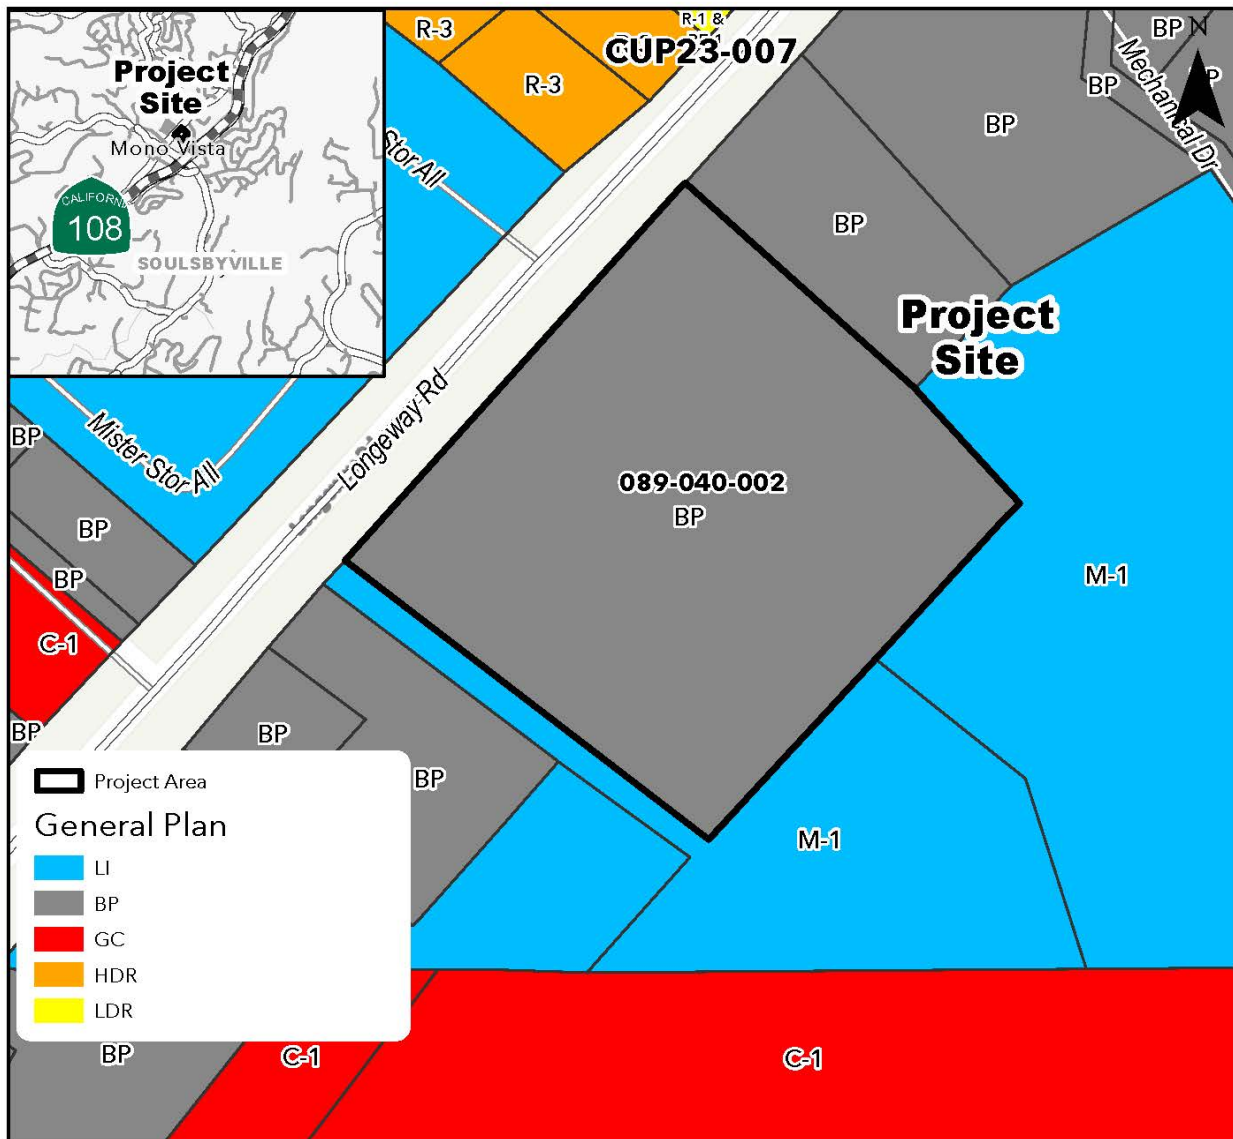 Project
Site
Mono Vista
CALIFORNIA
108
SOULSBYVILLE
R-3
R-3
R-1 &
CUP23-007
BP
N
BP
BP
Mechanical Dr
BP
BP
Stor All
Project
Site
Longeway Rd
Mister Stor All
089-040-002
BP
M-1
M-1
BP
BP
BP
C-1
BP
BP
BP
Project Area
General Plan
LI
BP
GC
HDR
LDR
BP
C-1
C-1